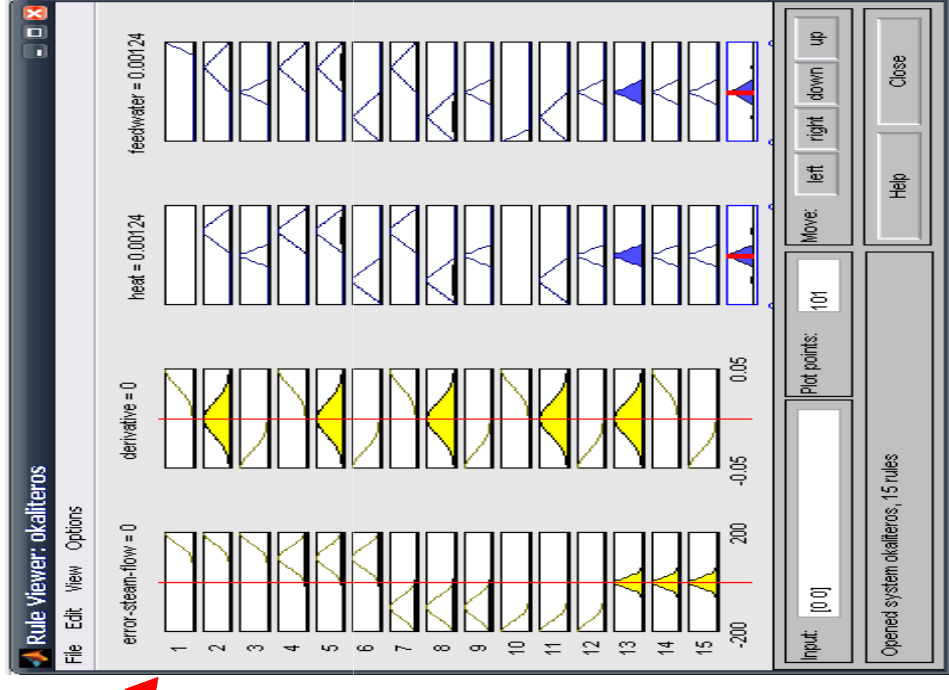 Rule Viewer: okaliteros
File Edit View Options
error-steam-flow = 0 derivative = 0 heat = 0.00124 feedwater = 0.00124
1
2
3
4
5
6
7
8
9
10
11
12
13
14
15
-200 200 -0.05 0.05
Input: [0 0] Plot points: 101 Move: left right down up
Opened system okaliteros, 15 rules Help Close